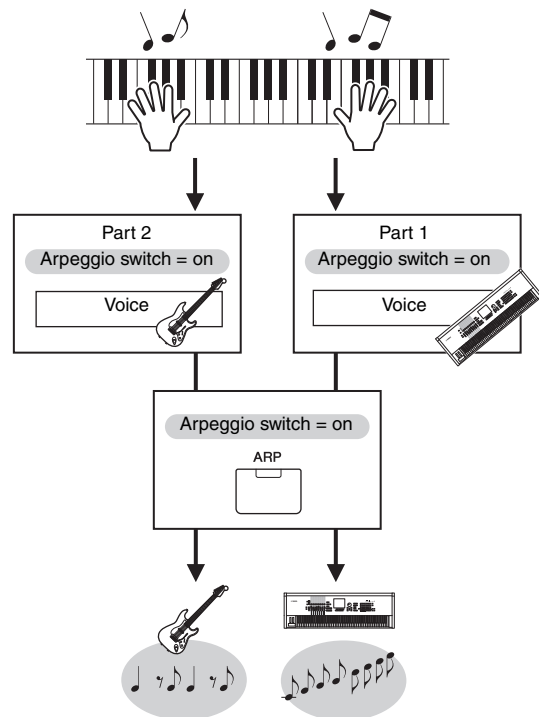 Part 2
Arpeggio switch = on
Voice
Part 1
Arpeggio switch = on
Voice
Arpeggio switch = on
ARP